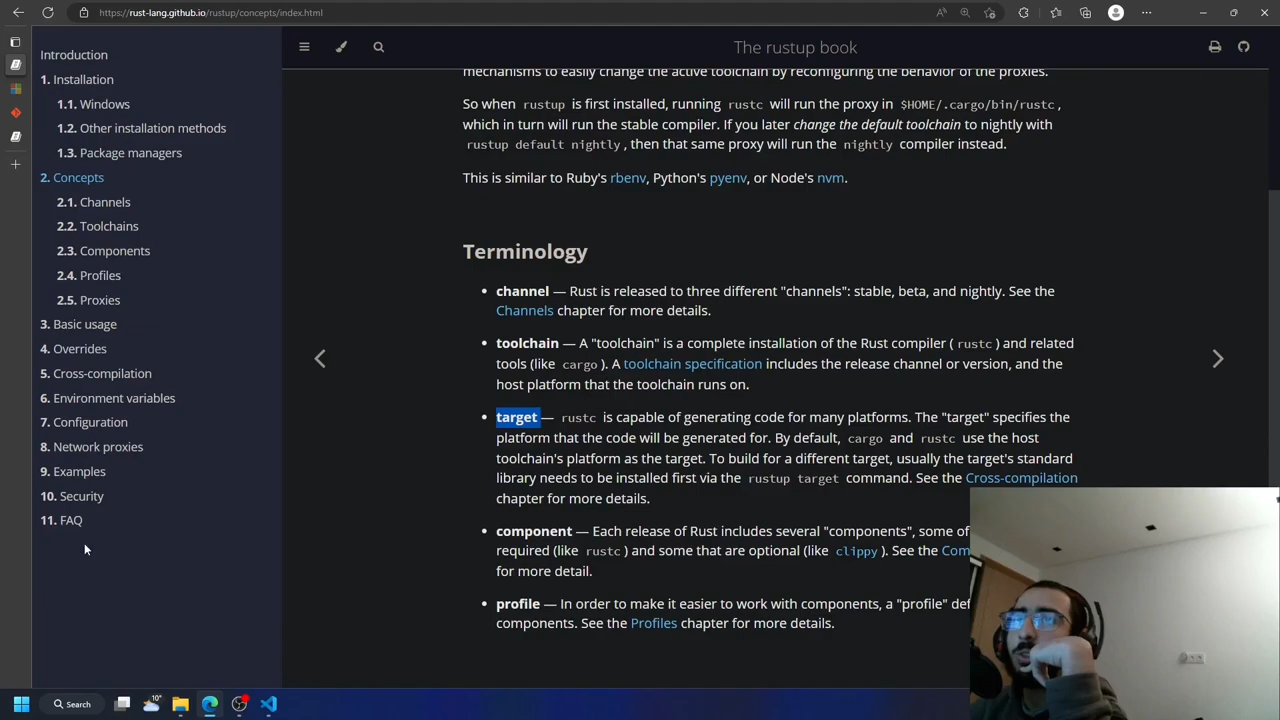 https://rust-lang.github.io/rustup/concepts/index.html
Introduction
1. Installation
1.1. Windows
1.2. Other installation methods
1.3. Package managers
2. Concepts
2.1. Channels
2.2. Toolchains
2.3. Components
2.4. Profiles
2.5. Proxies
3. Basic usage
4. Overrides
5. Cross-compilation
6. Environment variables
7. Configuration
8. Network proxies
9. Examples
10. Security
11. FAQ
The rustup book
mechanisms to easily change the active toolchain by reconfiguring the behavior of the proxies.
So when rustup is first installed, running rustc will run the proxy in $HOME/.cargo/bin/rustc,
which in turn will run the stable compiler. If you later change the default toolchain to nightly with
rustup default nightly, then that same proxy will run the nightly compiler instead.
This is similar to Ruby's rbenv, Python's pyenv, or Node's nvm.
Terminology
• channel — Rust is released to three different "channels": stable, beta, and nightly. See the
Channels chapter for more details.
• toolchain — A "toolchain" is a complete installation of the Rust compiler (rustc) and related
tools (like cargo). A toolchain specification includes the release channel or version, and the
host platform that the toolchain runs on.
• target — rustc is capable of generating code for many platforms. The "target" specifies the
platform that the code will be generated for. By default, cargo and rustc use the host
toolchain's platform as the target. To build for a different target, usually the target's standard
library needs to be installed first via the rustup target command. See the Cross-compilation
chapter for more details.
• component — Each release of Rust includes several "components", some of
required (like rustc) and some that are optional (like clippy). See the Com
for more detail.
• profile — In order to make it easier to work with components, a "profile" def
components. See the Profiles chapter for more details.
Search
10°